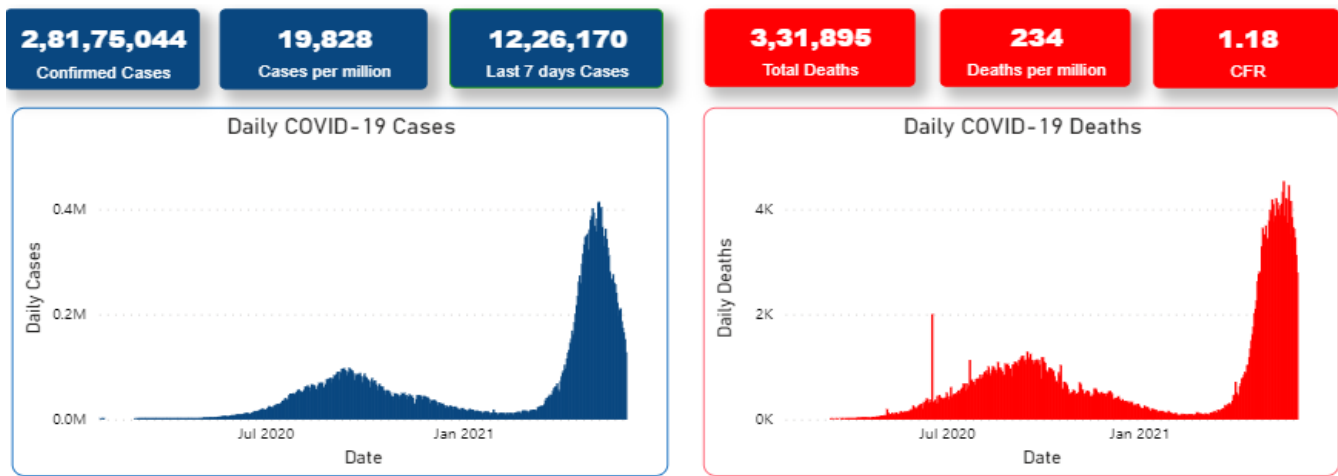 2,81,75,044
Confirmed Cases
19,828
Cases per million
12,26,170
Last 7 days Cases
3,31,895
Total Deaths
234
Deaths per million
1.18
CFR
Daily COVID-19 Cases
Daily Cases
0.4M
0.2M
0.0M
Jul 2020
Jan 2021
Date
Daily COVID-19 Deaths
Daily Deaths
4K
2K
0K
Jul 2020
Jan 2021
Date